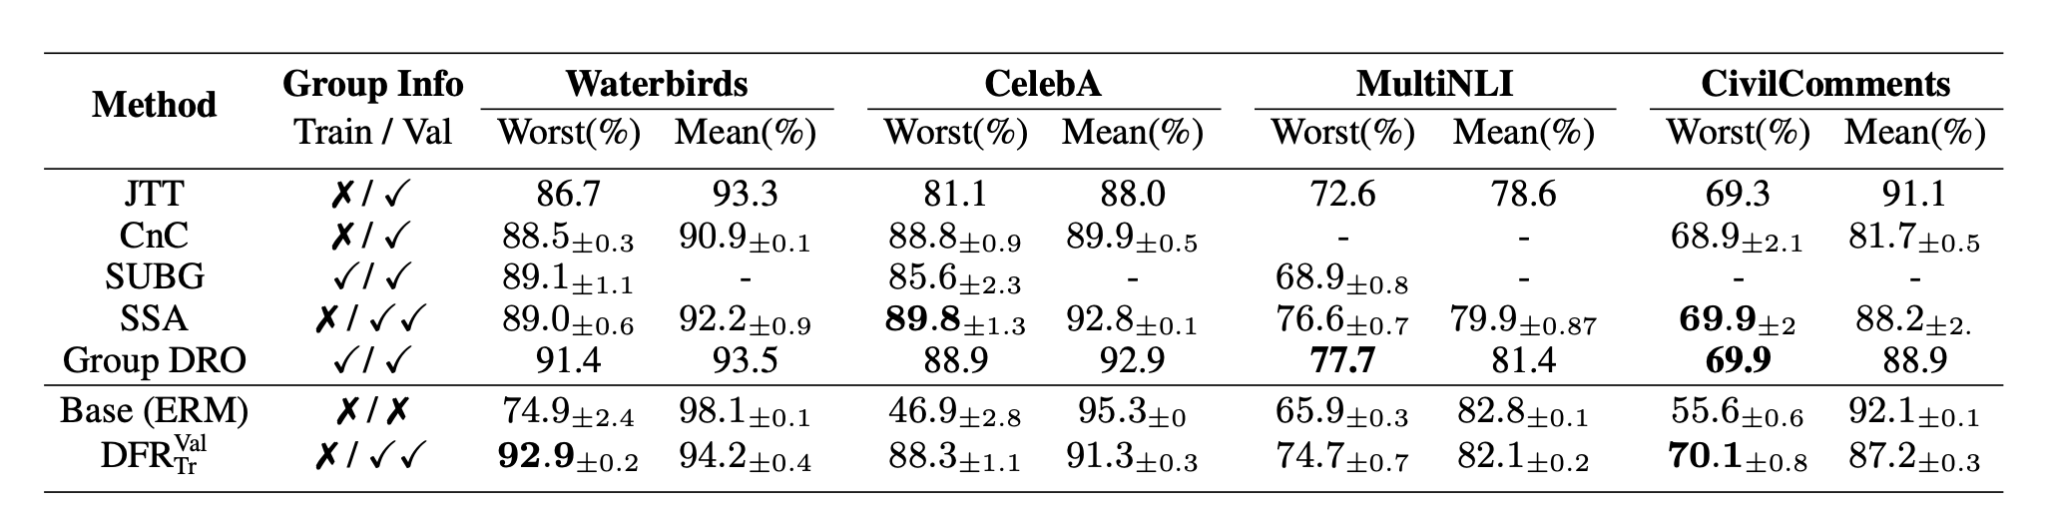 Method Group Info Waterbirds CelebA MultiNLI CivilComments
Train / Val Worst(%) Mean(%) Worst(%) Mean(%) Worst(%) Mean(%) Worst(%) Mean(%)
JTT ✗/✓ 86.7 93.3 81.1 88.0 72.6 78.6 69.3 91.1
CnC ✗/✓ 88.5±0.3 90.9±0.1 88.8±0.9 89.9±0.5 - - 68.9±2.1 81.7±0.5
SUBG ✓/✓ 89.1±1.1 - 85.6±2.3 - 68.9±0.8 - - -
SSA ✗/✓✓ 89.0±0.6 92.2±0.9 89.8±1.3 92.8±0.1 76.6±0.7 79.9±0.87 69.9±2 88.2±2.
Group DRO ✓/✓ 91.4 93.5 88.9 92.9 77.7 81.4 69.9 88.9
Base (ERM) ✗/✗ 74.9±2.4 98.1±0.1 46.9±2.8 95.3±0 65.9±0.3 82.8±0.1 55.6±0.6 92.1±0.1
DFR Val Tr ✗/✓✓ 92.9±0.2 94.2±0.4 88.3±1.1 91.3±0.3 74.7±0.7 82.1±0.2 70.1±0.8 87.2±0.3